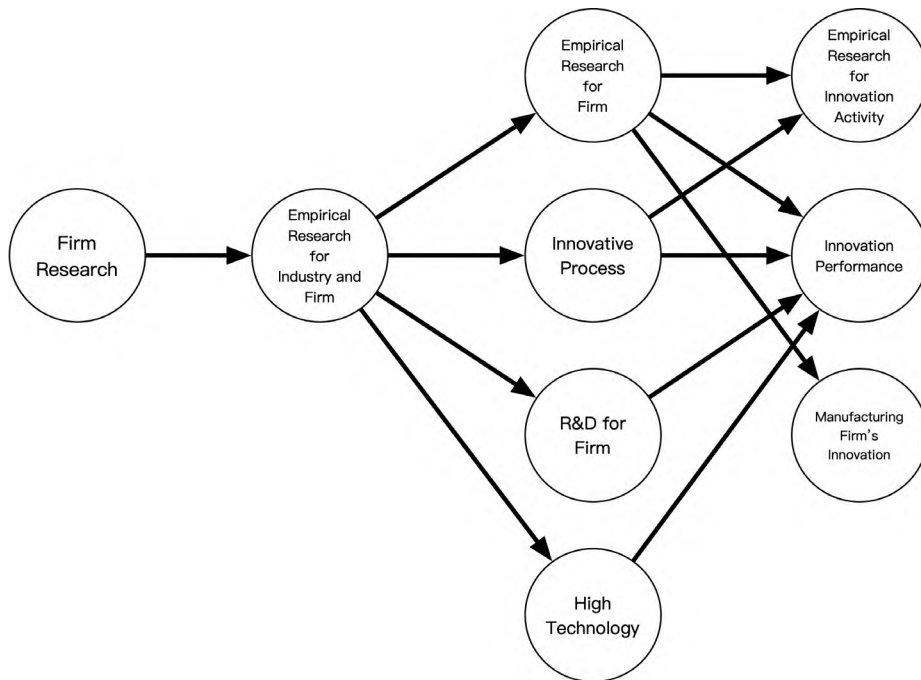 Firm
Research
Empirical
Research
for
Industry and
Firm
Empirical
Research
for
Firm
Innovative
Process
R&D for
Firm
High
Technology
Empirical
Research
for
Innovation
Activity
Innovation
Performance
Manufacturing
Firm's
Innovation